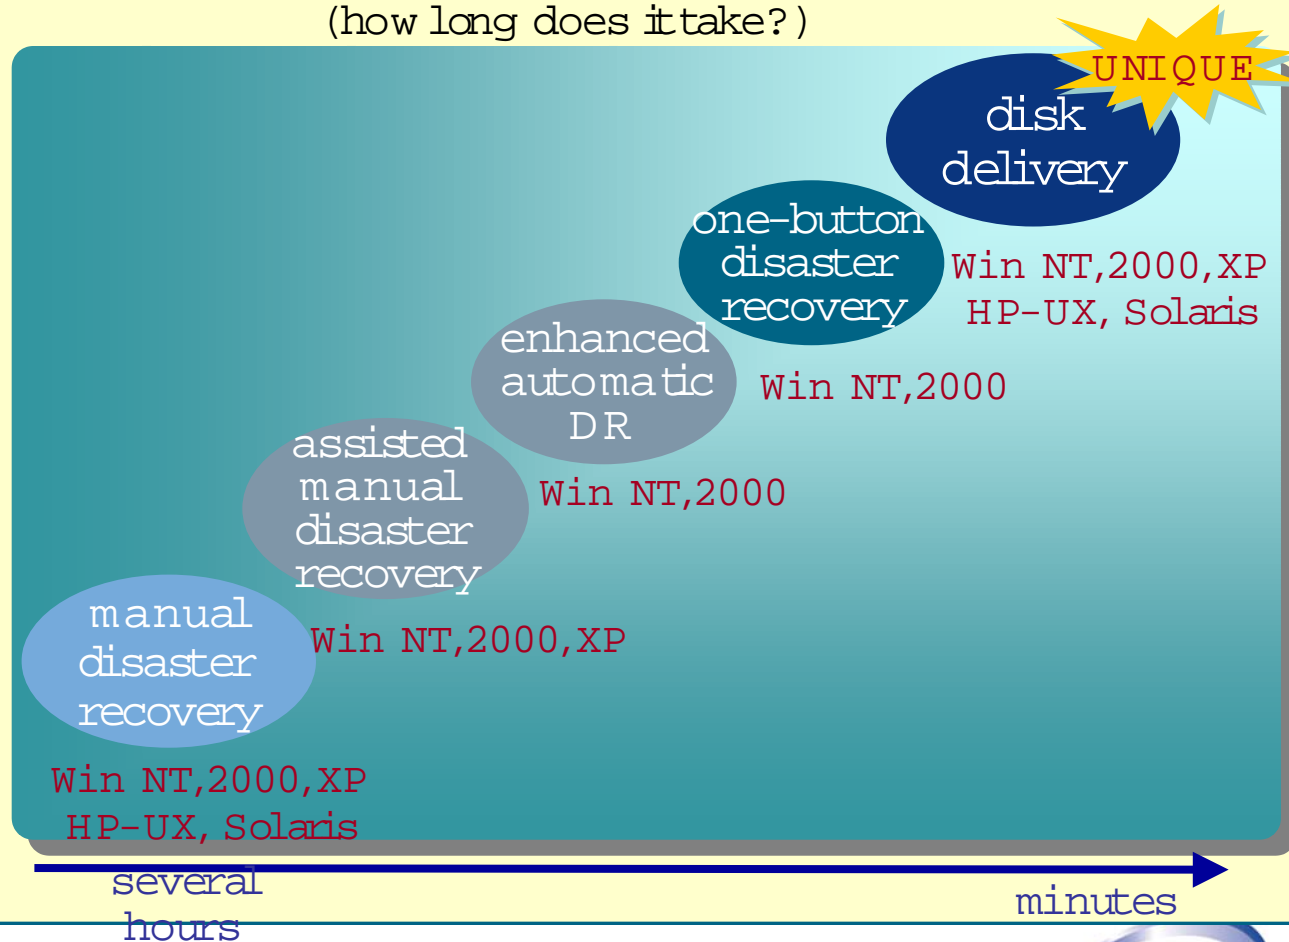 (how long does it take?)
UNIQUE
disk
delivery
Win NT,2000,XP
HP-UX, Solaris
one-button
disaster
recovery
Win NT,2000
enhanced
automatic
DR
Win NT,2000
assisted
manual
disaster
recovery
Win NT,2000,XP
manual
disaster
recovery
Win NT,2000,XP
HP-UX, Solaris
several
hours
minutes